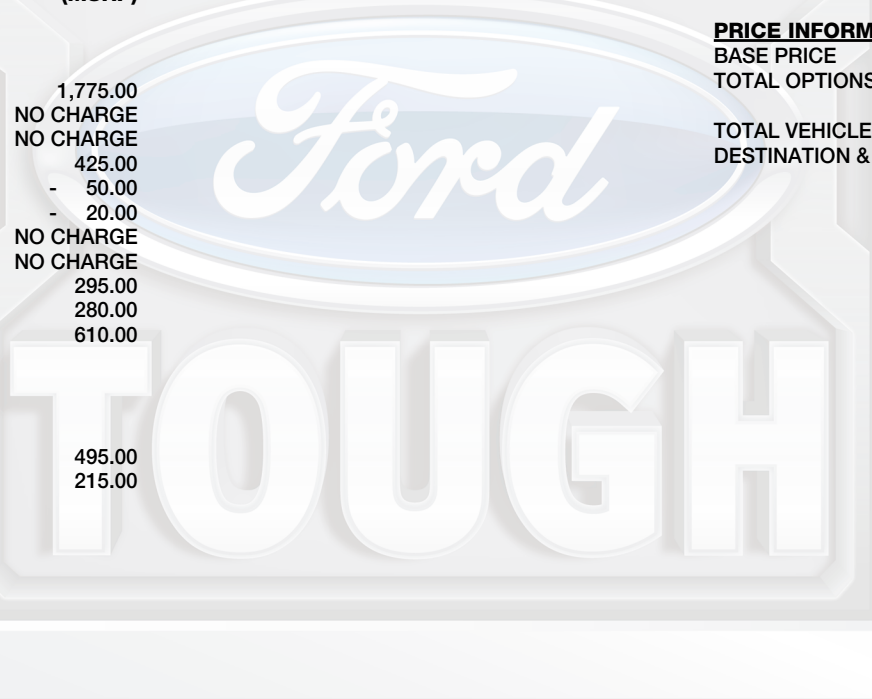 1,775.00
NO CHARGE
NO CHARGE
425.00
- 50.00
- 20.00
NO CHARGE
NO CHARGE
295.00
280.00
610.00
495.00
215.00
PRICE INFORM
BASE PRICE
TOTAL OPTIONS
TOTAL VEHICLE
DESTINATION &
Ford
TOUGH